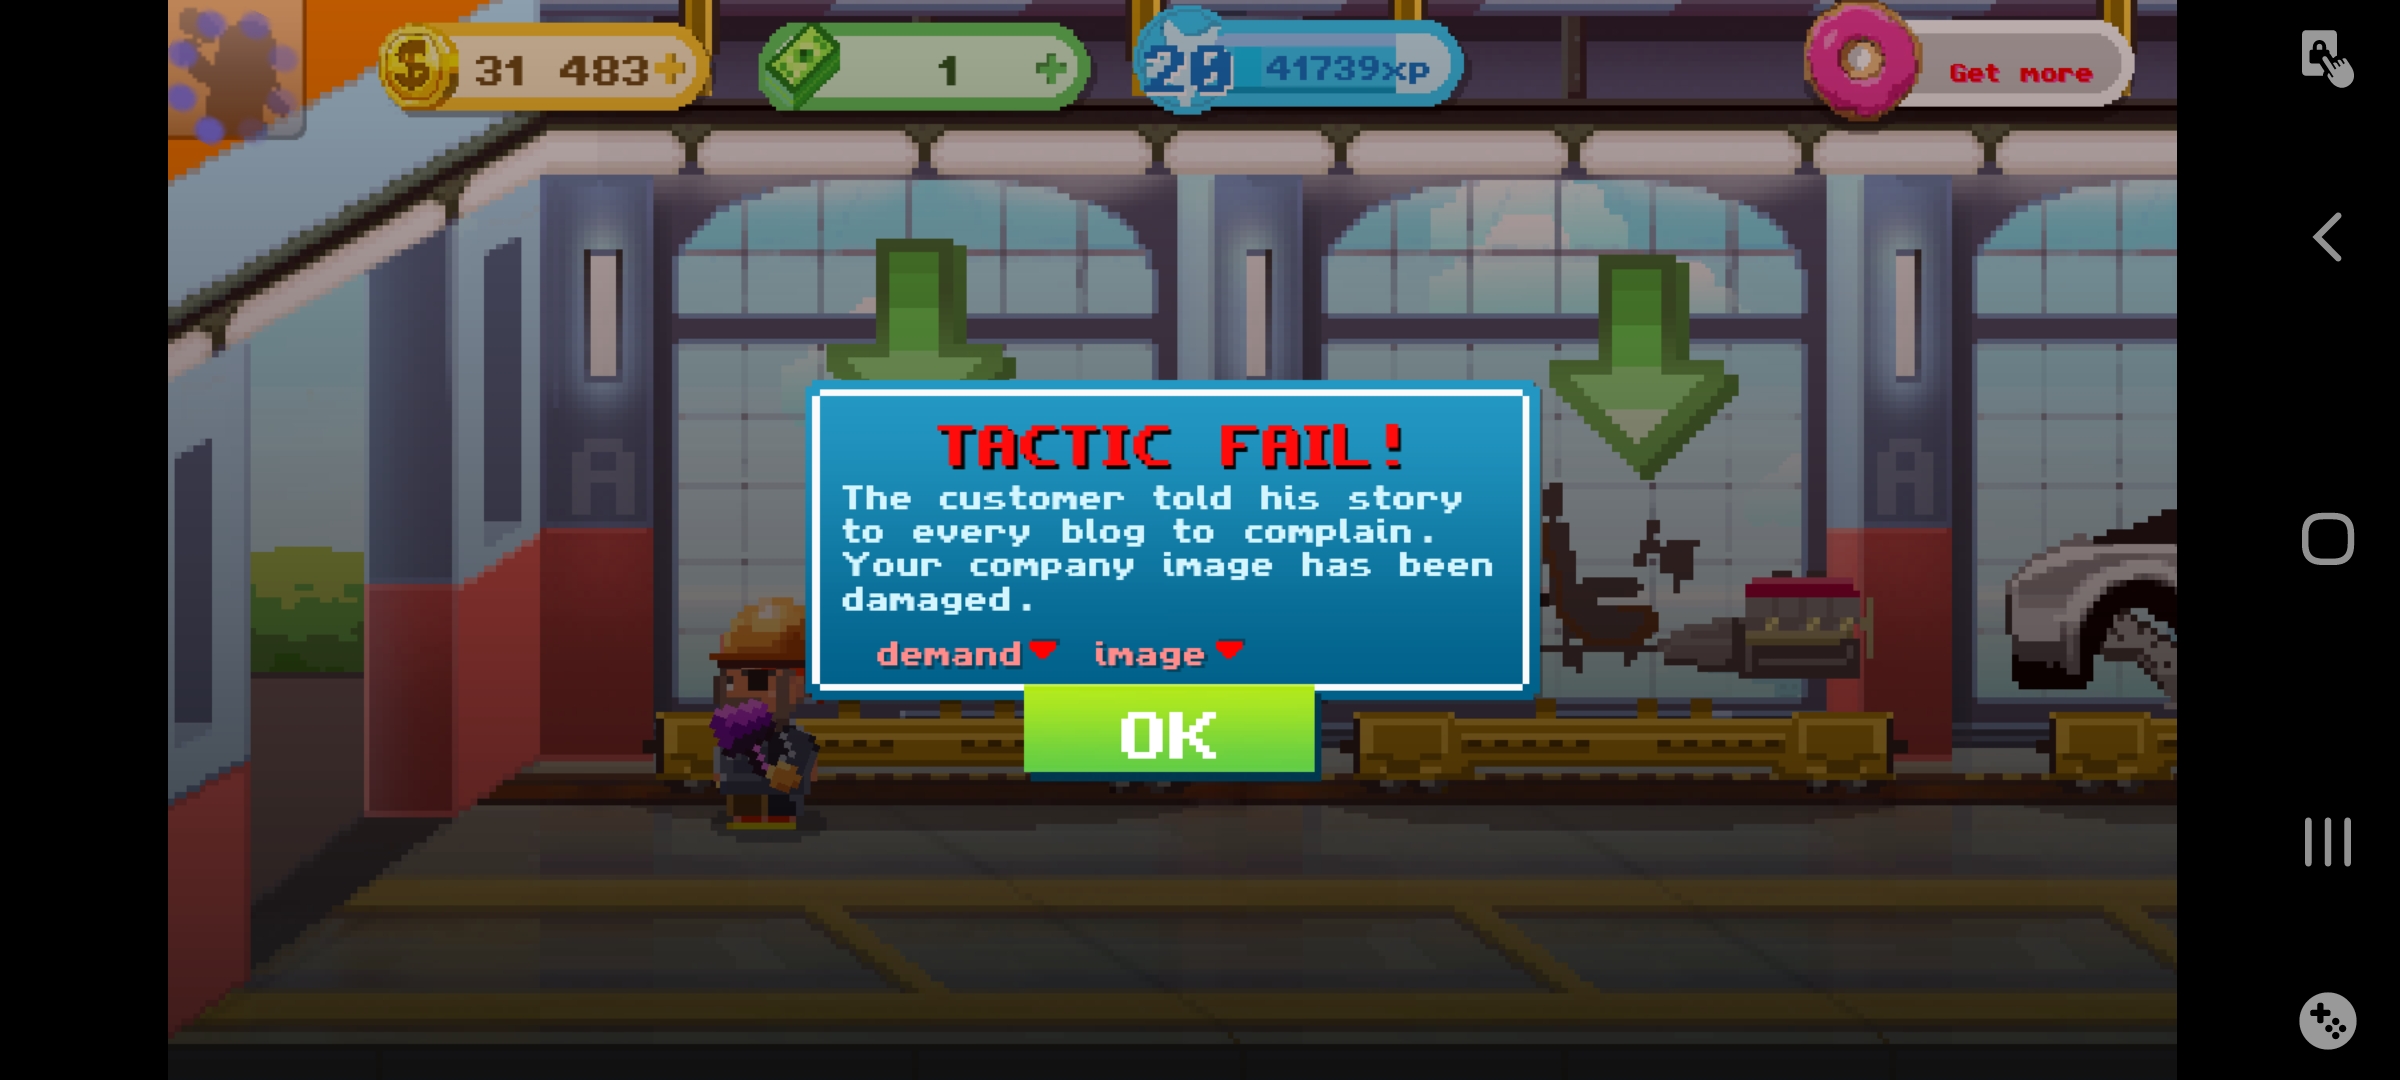 31 483
1
20
41739xp
Get more
A
A
TACTIC FAIL!
The customer told his story
to every blog to complain.
Your company image has been
damaged.
demand image
OK